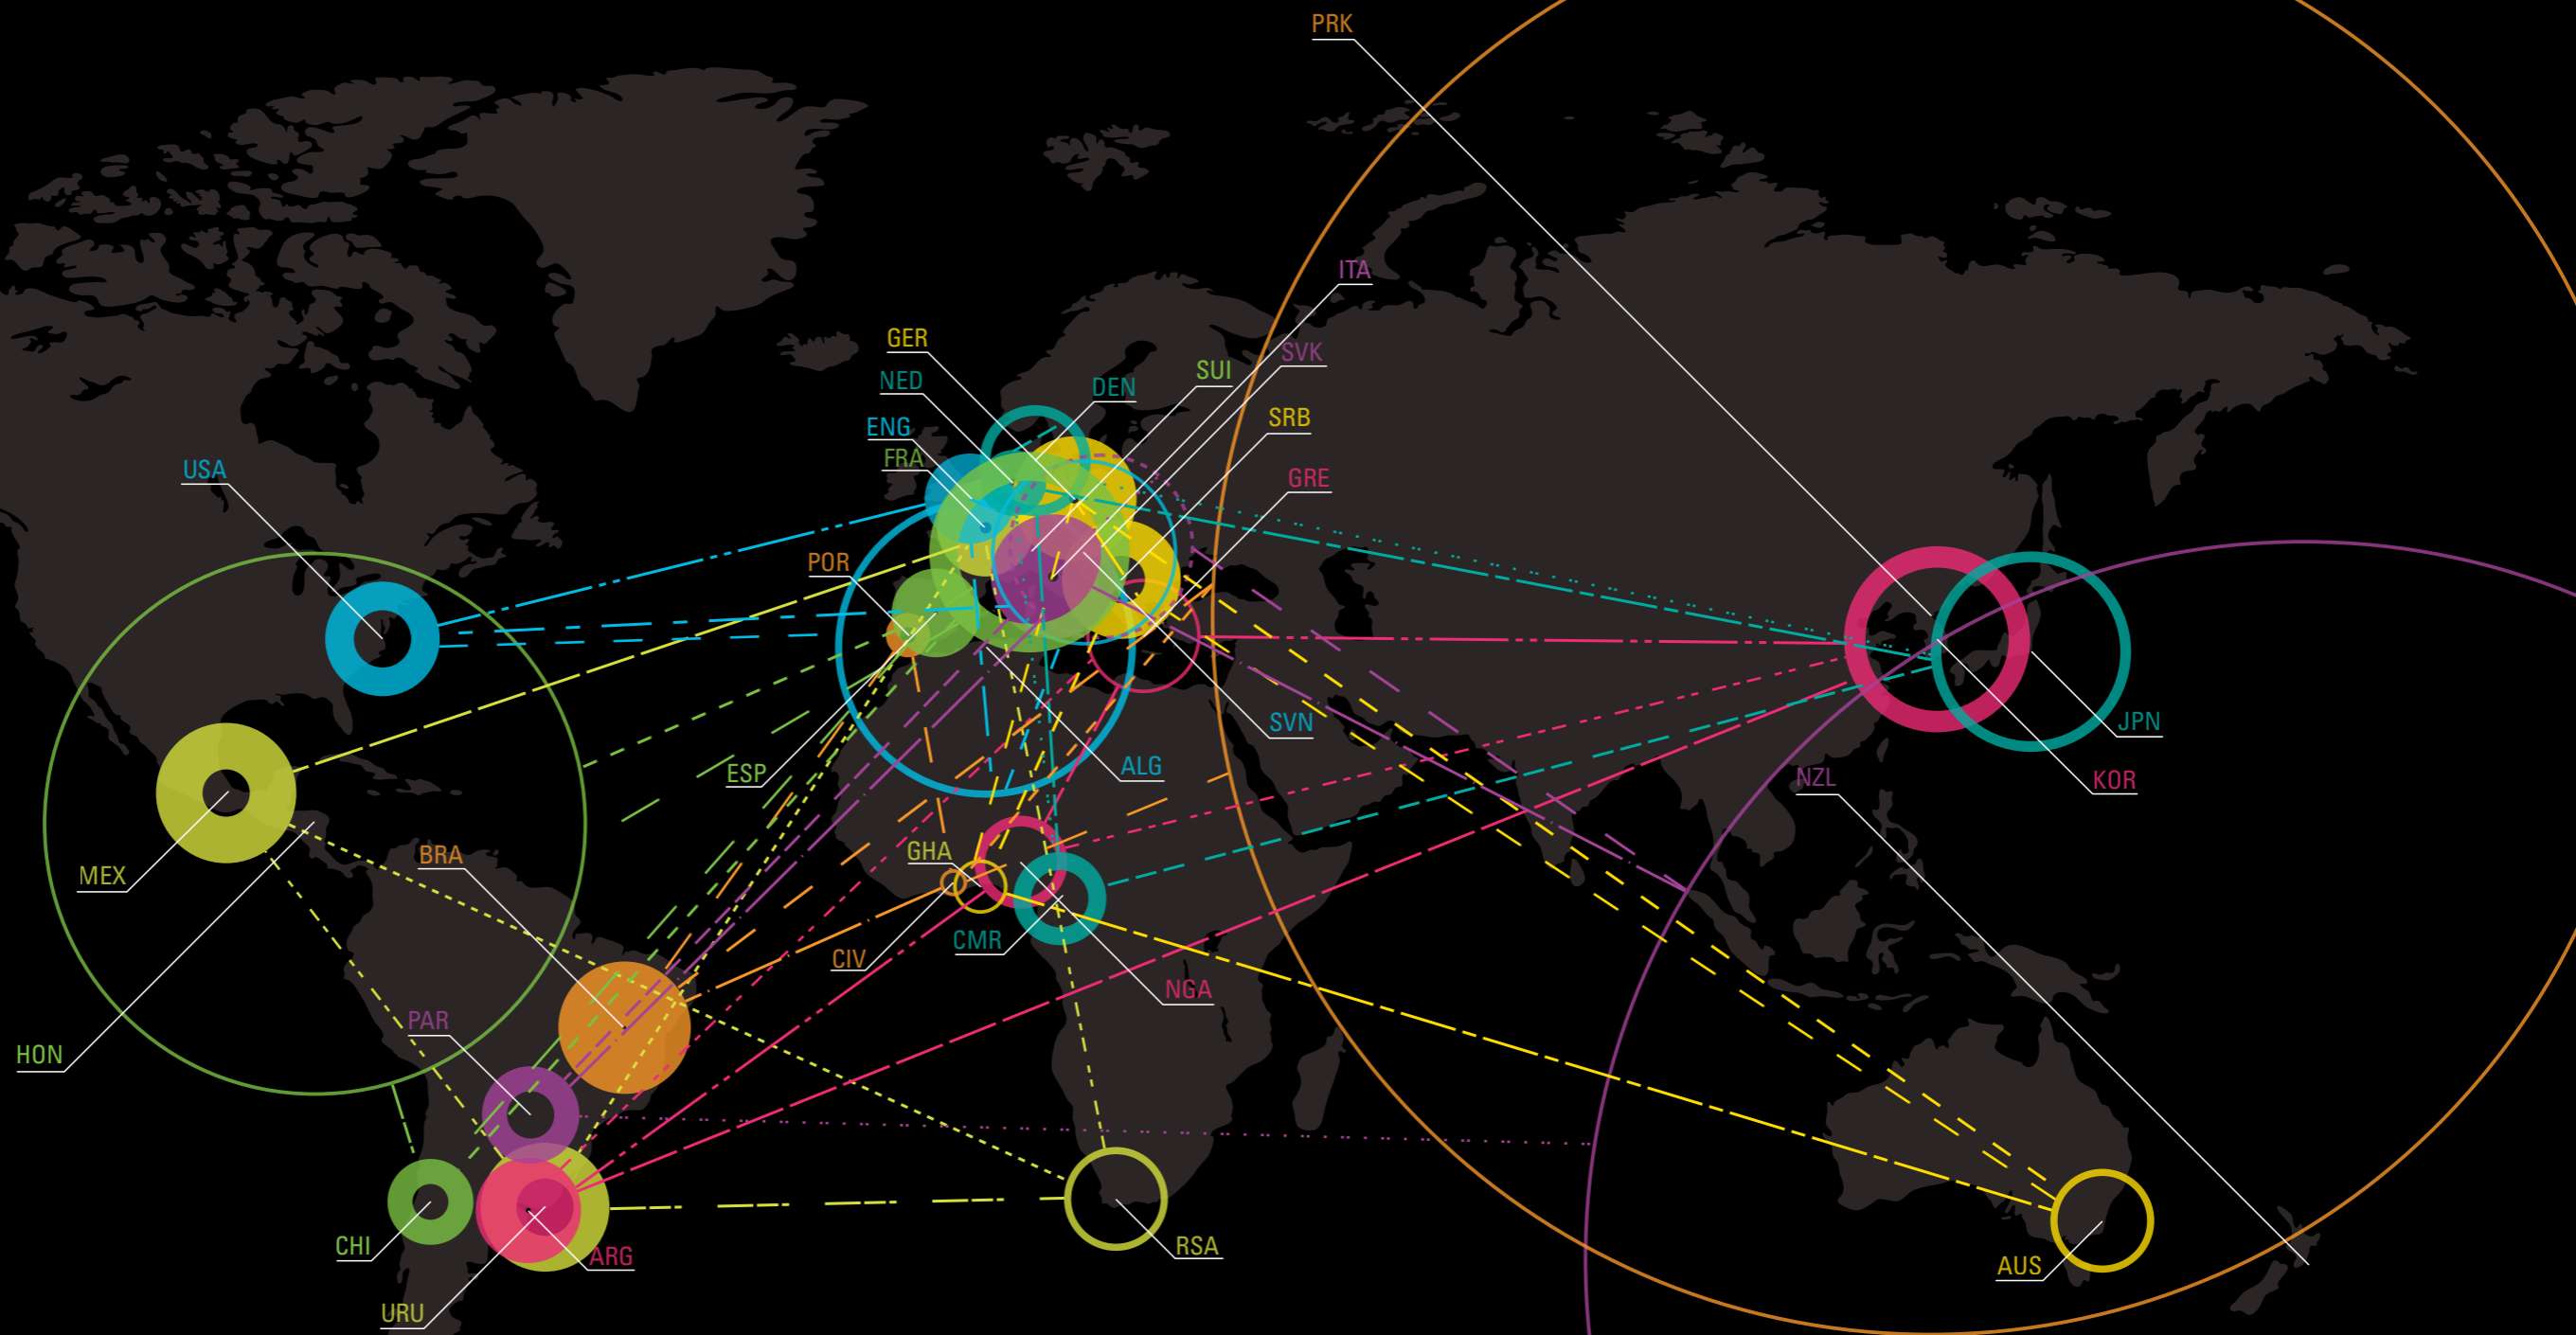 PRK
ITA
GER
SVK
SUI
NED
DEN
SRB
ENG
FRA
USA
GRE
POR
JPN
SVN
ALG
ESP
NZL
KOR
BRA
GHA
MEX
CMR
CIV
NGA
PAR
HON
CHI
ARG
RSA
AUS
URU